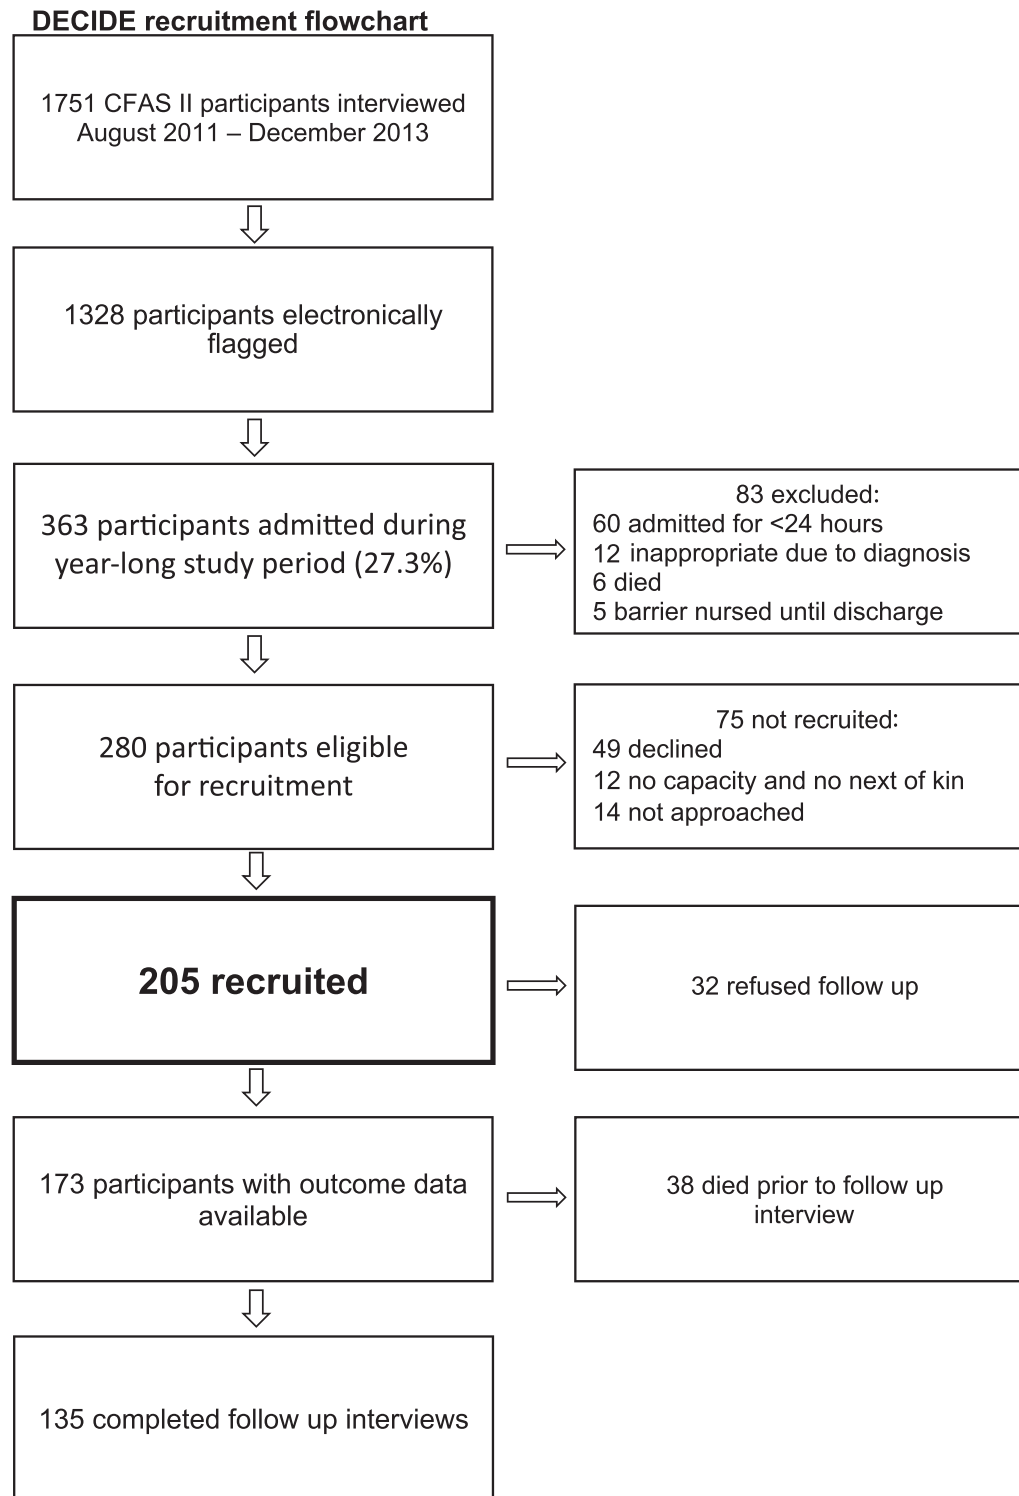 DECIDE recruitment flowchart
1751 CFAS II participants interviewed
August 2011 – December 2013
1328 participants electronically
flagged
363 participants admitted during
year-long study period (27.3%)
83 excluded:
60 admitted for <24 hours
12 inappropriate due to diagnosis
6 died
5 barrier nursed until discharge
280 participants eligible
for recruitment
75 not recruited:
49 declined
12 no capacity and no next of kin
14 not approached
205 recruited
32 refused follow up
173 participants with outcome data
available
38 died prior to follow up
interview
135 completed follow up interviews